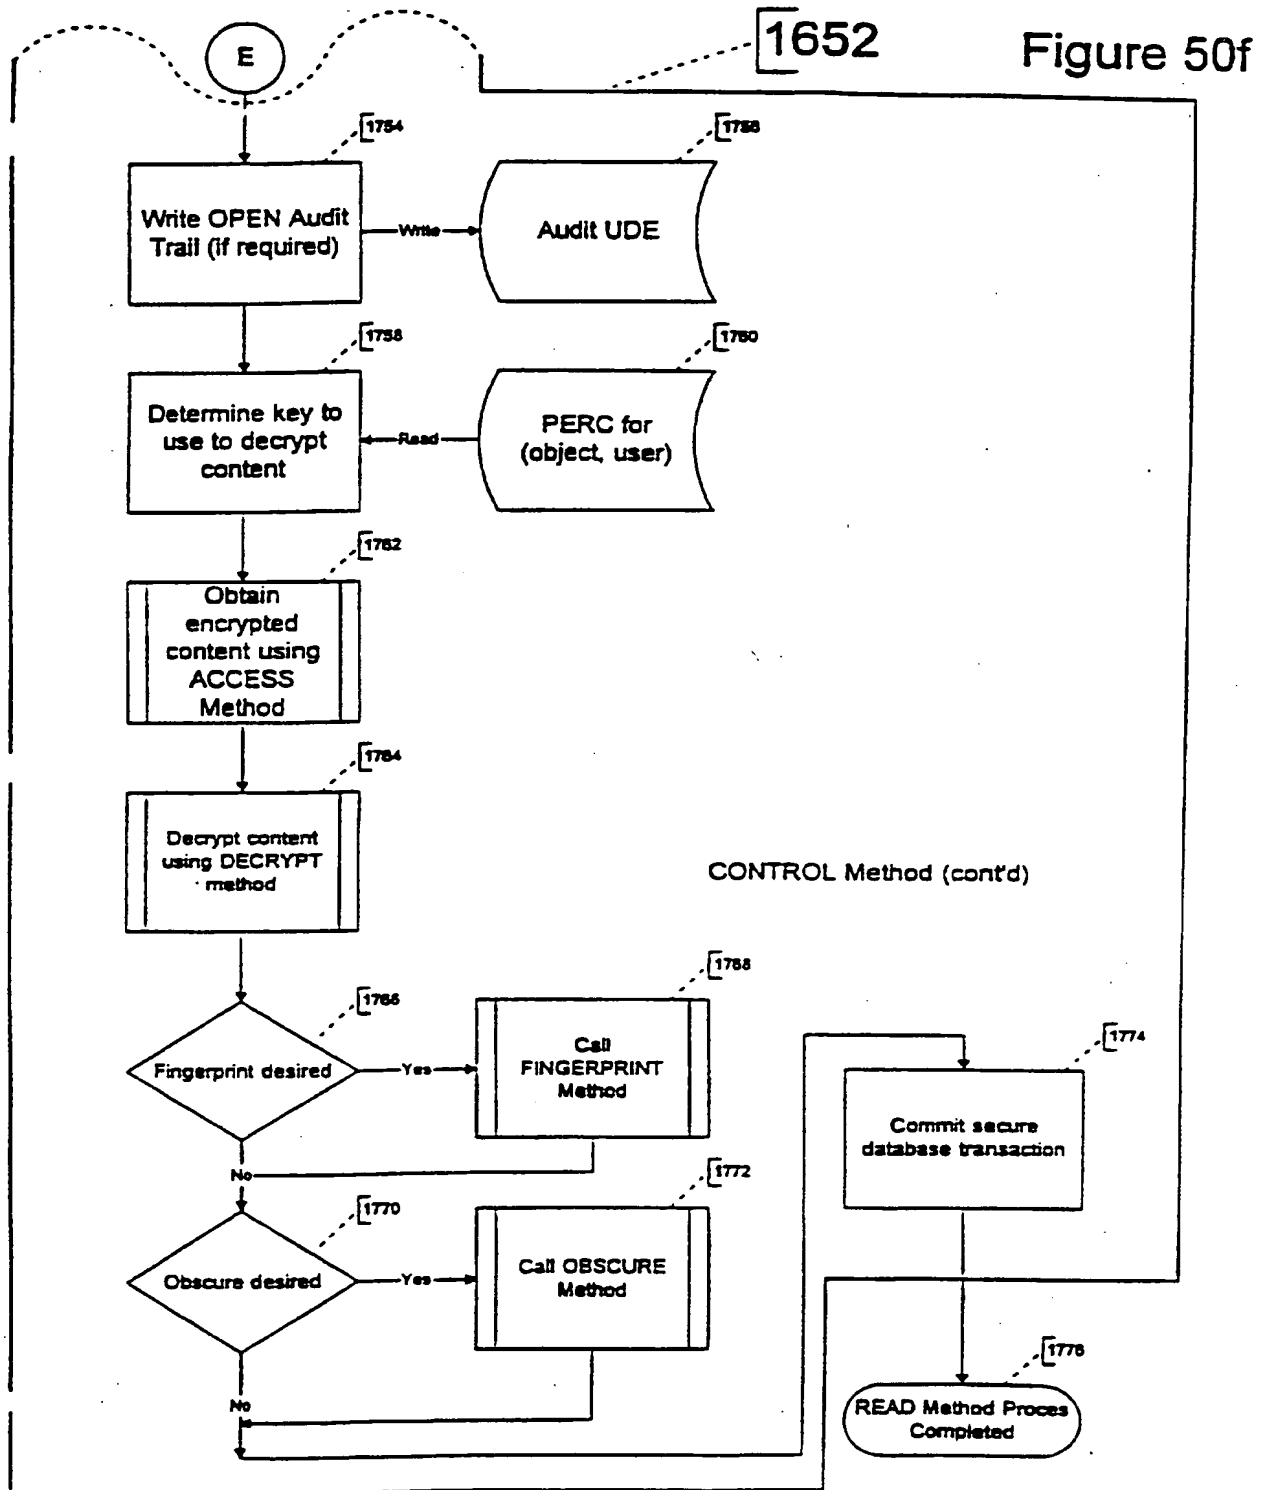 E
1652
Figure 50f
1754
Write OPEN Audit
Trail (if required)
Write
1756
Audit UDE
1758
Determine key to
use to decrypt
content
Read
1760
PERC for
(object, user)
1762
Obtain
encrypted
content using
ACCESS
Method
1764
Decrypt content
using DECRYPT
method
CONTROL Method (cont'd)
1766
Fingerprint desired
Yes
1768
Call
FINGERPRINT
Method
No
1770
Obscure desired
Yes
1772
Call OBSCURE
Method
No
1774
Commit secure
database transaction
1776
READ Method Proces
Completed